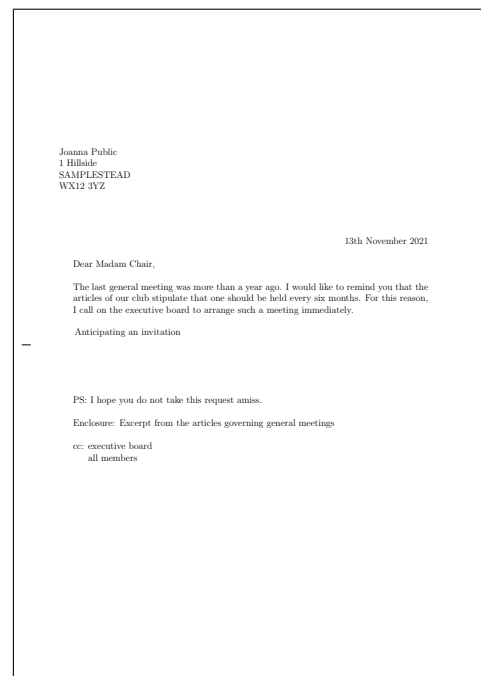 Joanna Public
1 Hillside
SAMPLESTEAD
WX12 3YZ
13th November 2021
Dear Madam Chair,
The last general meeting was more than a year ago. I would like to remind you that the
articles of our club stipulate that one should be held every six months. For this reason,
I call on the executive board to arrange such a meeting immediately.
Anticipating an invitation
PS: I hope you do not take this request amiss.
Enclosure: Excerpt from the articles governing general meetings
cc: executive board
all members